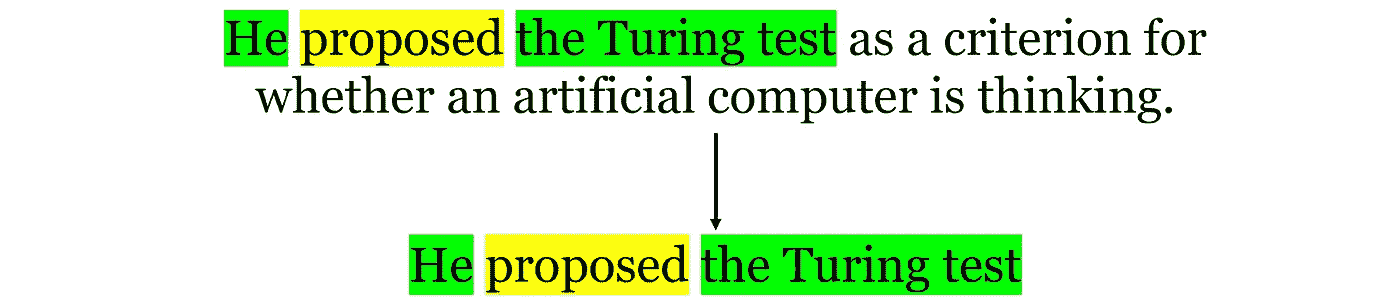 He proposed the Turing test as a criterion for
whether an artificial computer is thinking.
He proposed the Turing test